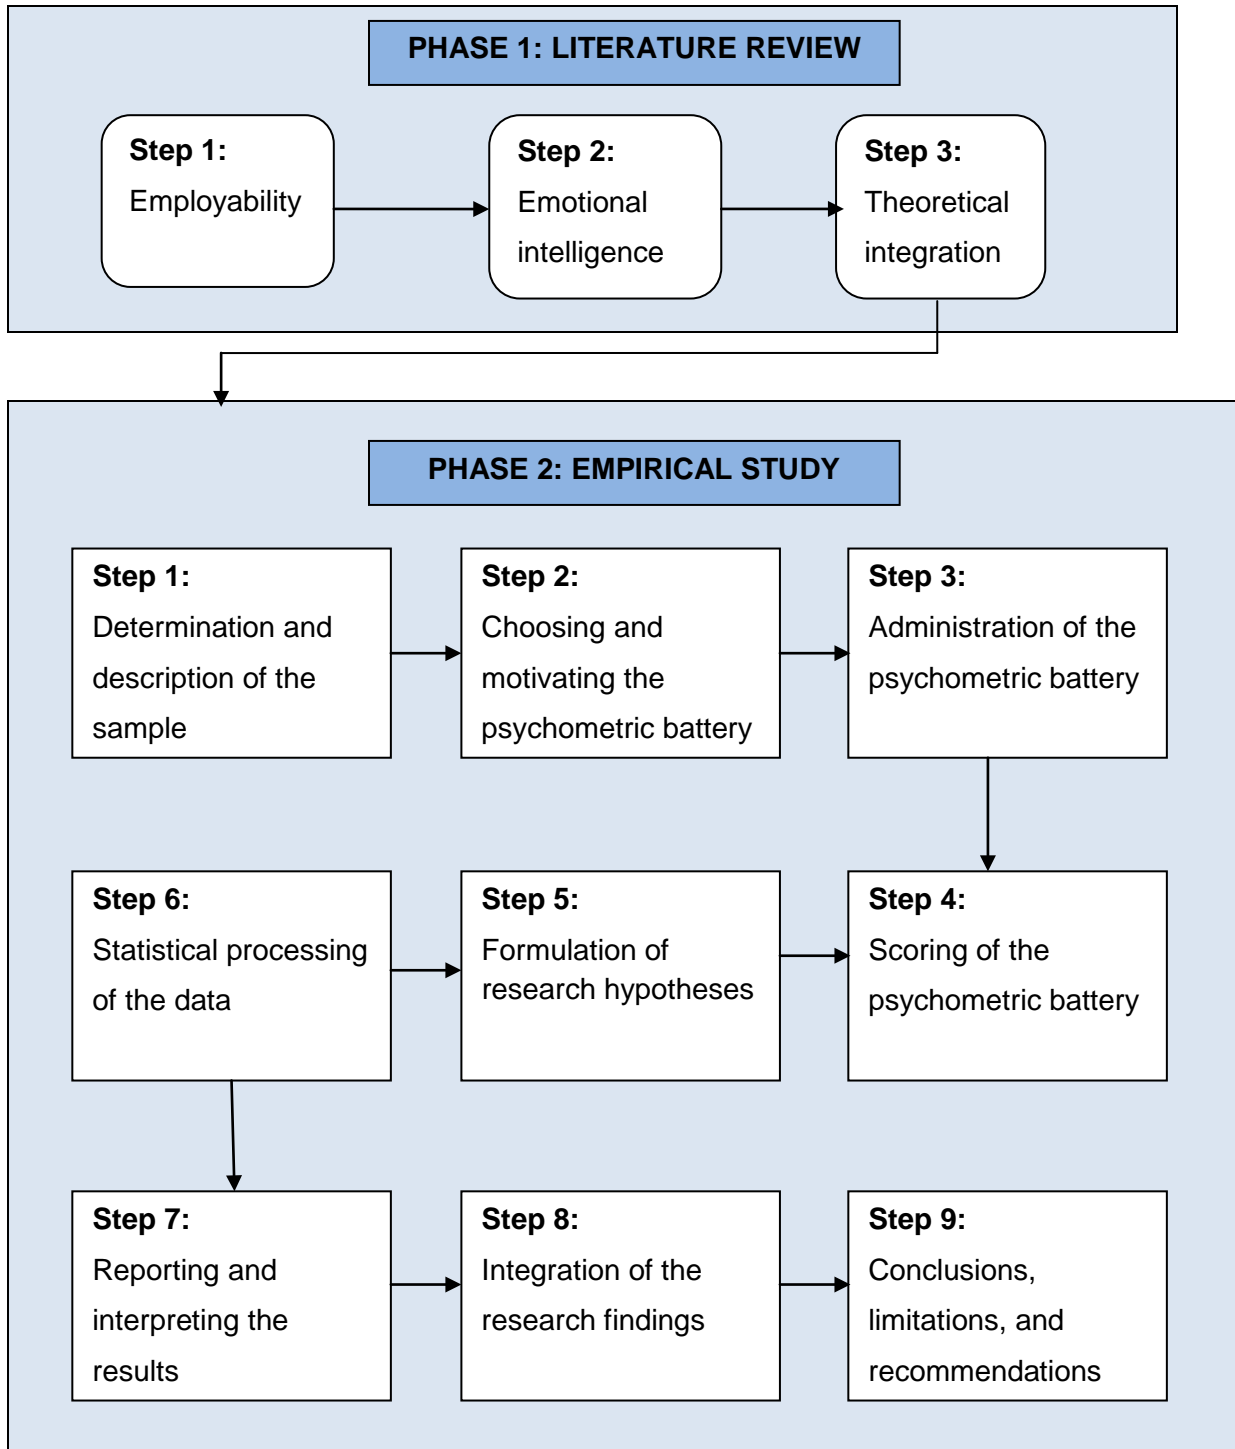 PHASE 1: LITERATURE REVIEW
Step 1:
Employability
Step 2:
Emotional
intelligence
Step 3:
Theoretical
integration
PHASE 2: EMPIRICAL STUDY
Step 1:
Determination and
description of the
sample
Step 2:
Choosing and
motivating the
psychometric battery
Step 3:
Administration of the
psychometric battery
Step 6:
Statistical processing
of the data
Step 5:
Formulation of
research hypotheses
Step 4:
Scoring of the
psychometric battery
Step 7:
Reporting and
interpreting the
results
Step 8:
Integration of the
research findings
Step 9:
Conclusions,
limitations, and
recommendations